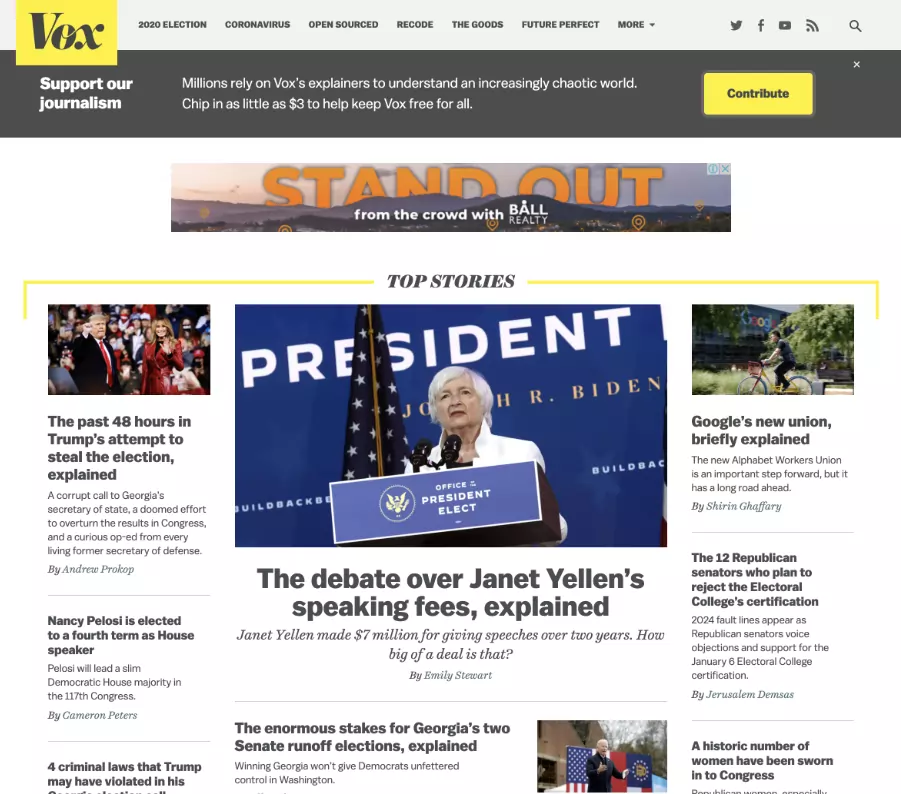 Vox
2020 ELECTION
CORONAVIRUS
OPEN SOURCED
RECODE
THE GOODS
FUTURE PERFECT
MORE
Support our
journalism
Millions rely on Vox's explainers to understand an increasingly chaotic world.
Chip in as little as $3 to help keep Vox free for all.
Contribute
STAND OUT
from the crowd with BALL
REALTY
TOP STORIES
The past 48 hours in
Trump's attempt to
steal the election,
explained
A corrupt call to Georgia's
secretary of state, a doomed effort
to overturn the results in Congress,
and a curious op-ed from every
living former secretary of defense.
By Andrew Prokop
Nancy Pelosi is elected
to a fourth term as House
speaker
Pelosi will lead a slim
Democratic House majority in
the 117th Congress.
By Cameron Peters
4 criminal laws that Trump
may have violated in his
Georgia election call
PRESIDENT
H R. BIDEN
BUILDBAC
UILDBACKBE
OFFICE OF THE
PRESIDENT
ELECT
The debate over Janet Yellen's
speaking fees, explained
Janet Yellen made $7 million for giving speeches over two years. How
big of a deal is that?
By Emily Stewart
The enormous stakes for Georgia's two
Senate runoff elections, explained
Winning Georgia won't give Democrats unfettered
control in Washington.
Google
Google's new union,
briefly explained
The new Alphabet Workers Union
is an important step forward, but it
has a long road ahead.
By Shirin Ghaffary
The 12 Republican
senators who plan to
reject the Electoral
College's certification
2024 fault lines appear as
Republican senators voice
objections and support for the
January 6 Electoral College
certification.
By Jerusalem Demsas
A historic number of
women have been sworn
in to Congress
Republican women, especially